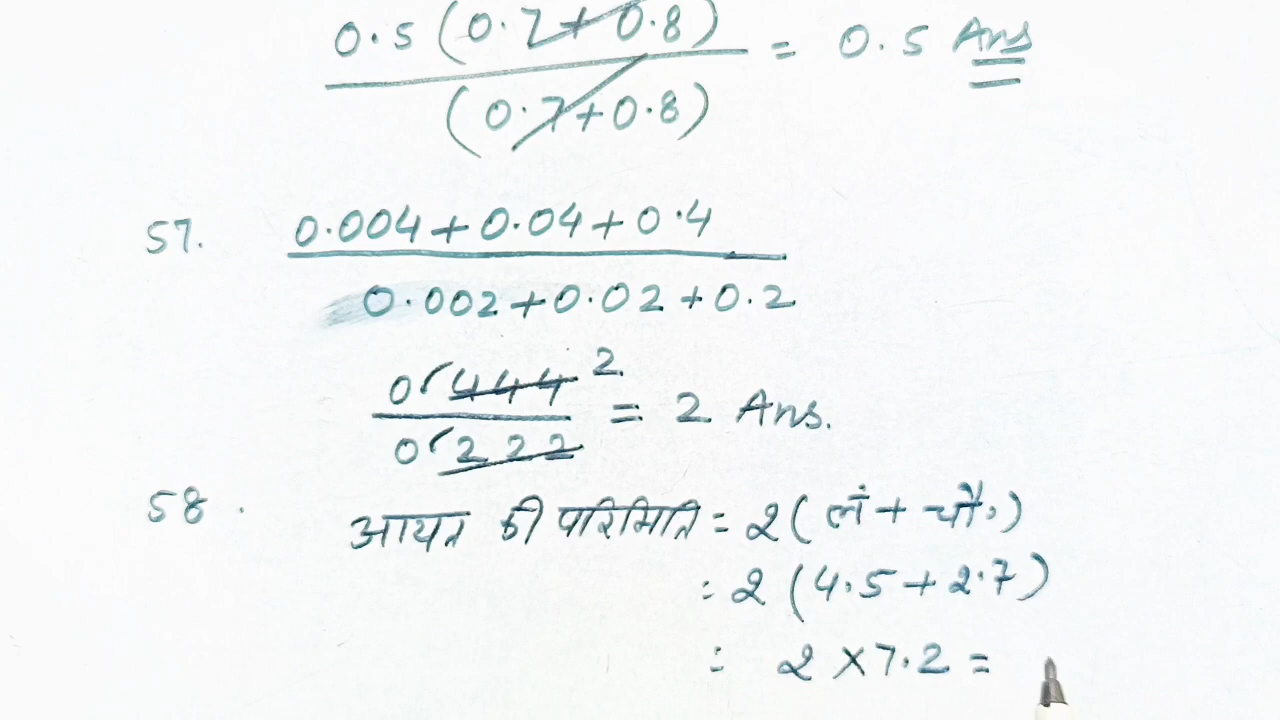 0.5 (0.7+0.8)
= 0.5 Ans
(0.7+0.8)
57. 0.004+0.04+0.4
0.002+0.02+0.2
0.444 2
= 2 Ans.
0.222
58. आयत की परिमिति = 2 (लं + चौ.)
= 2 (4.5+2.7)
= 2 ×7.2 =